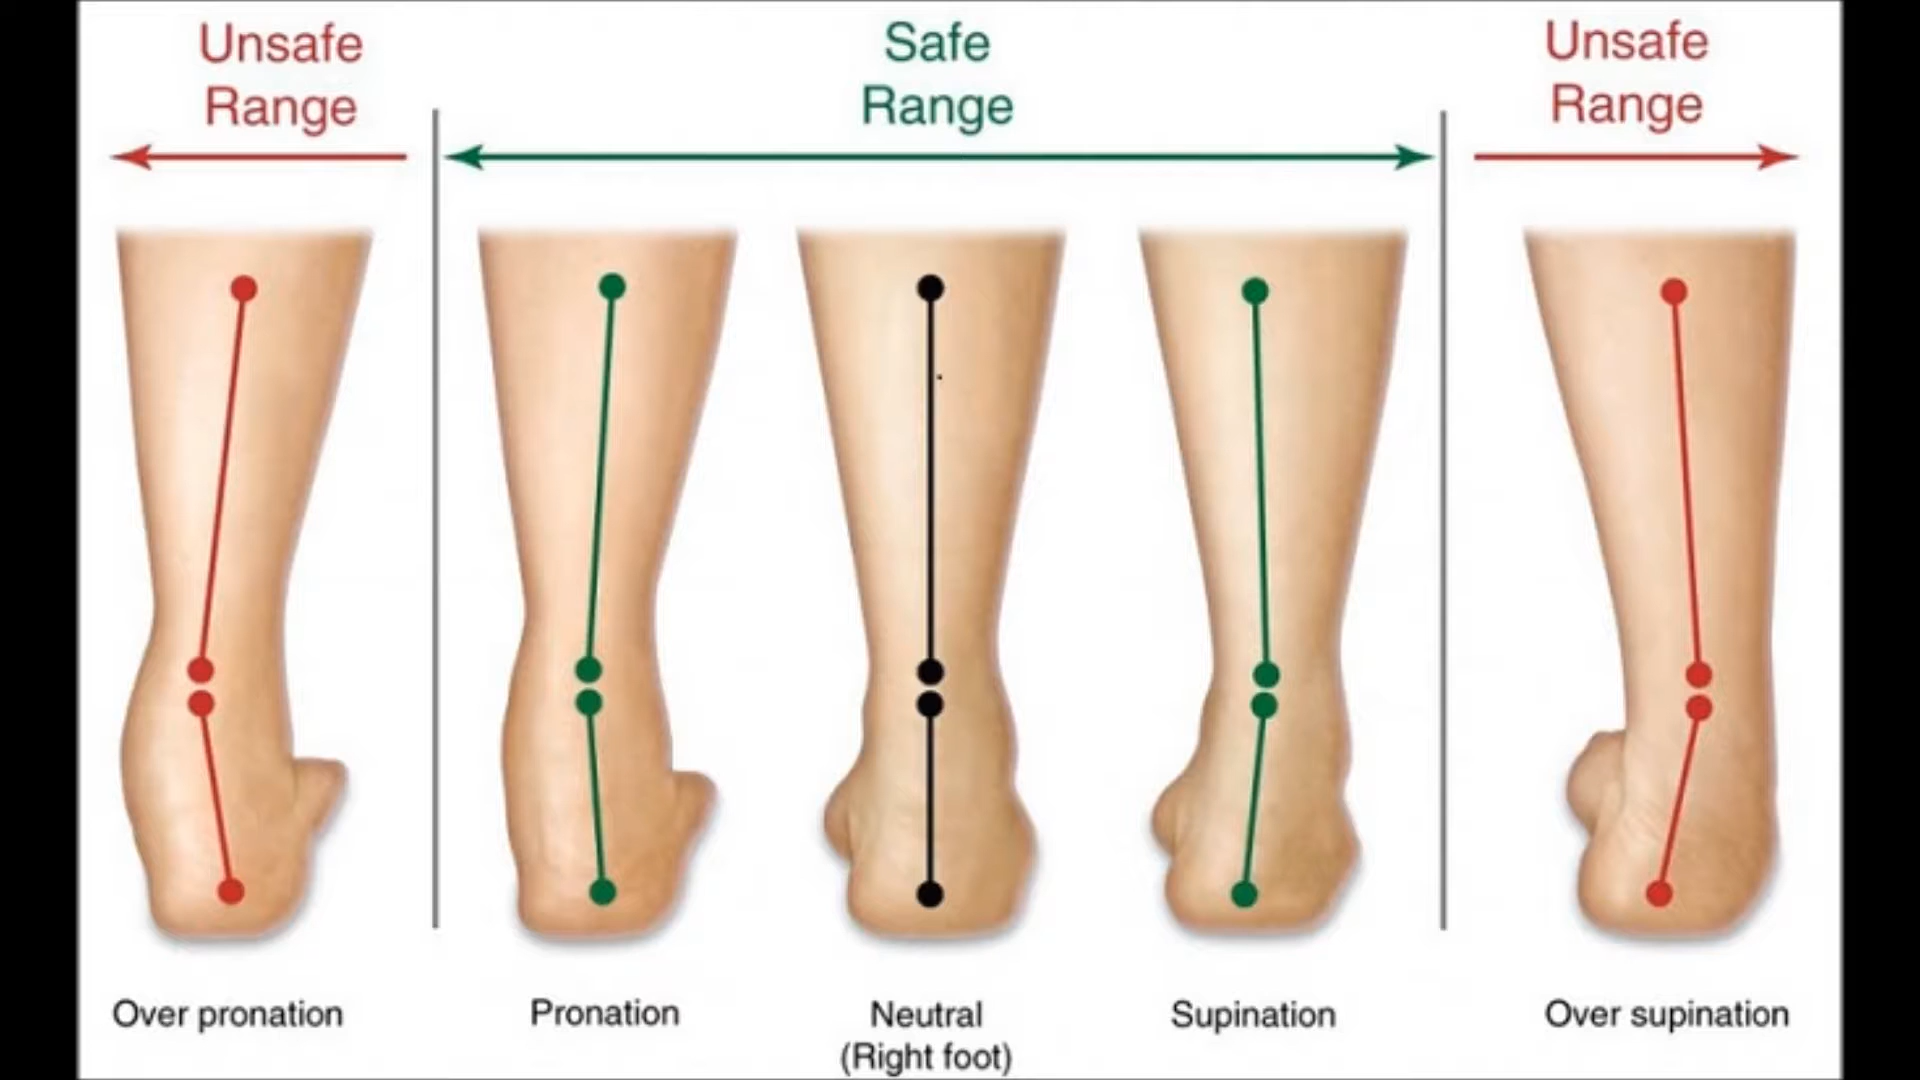 Unsafe
Range
Safe
Range
Unsafe
Range
Over pronation
Pronation
Neutral
(Right foot)
Supination
Over supination